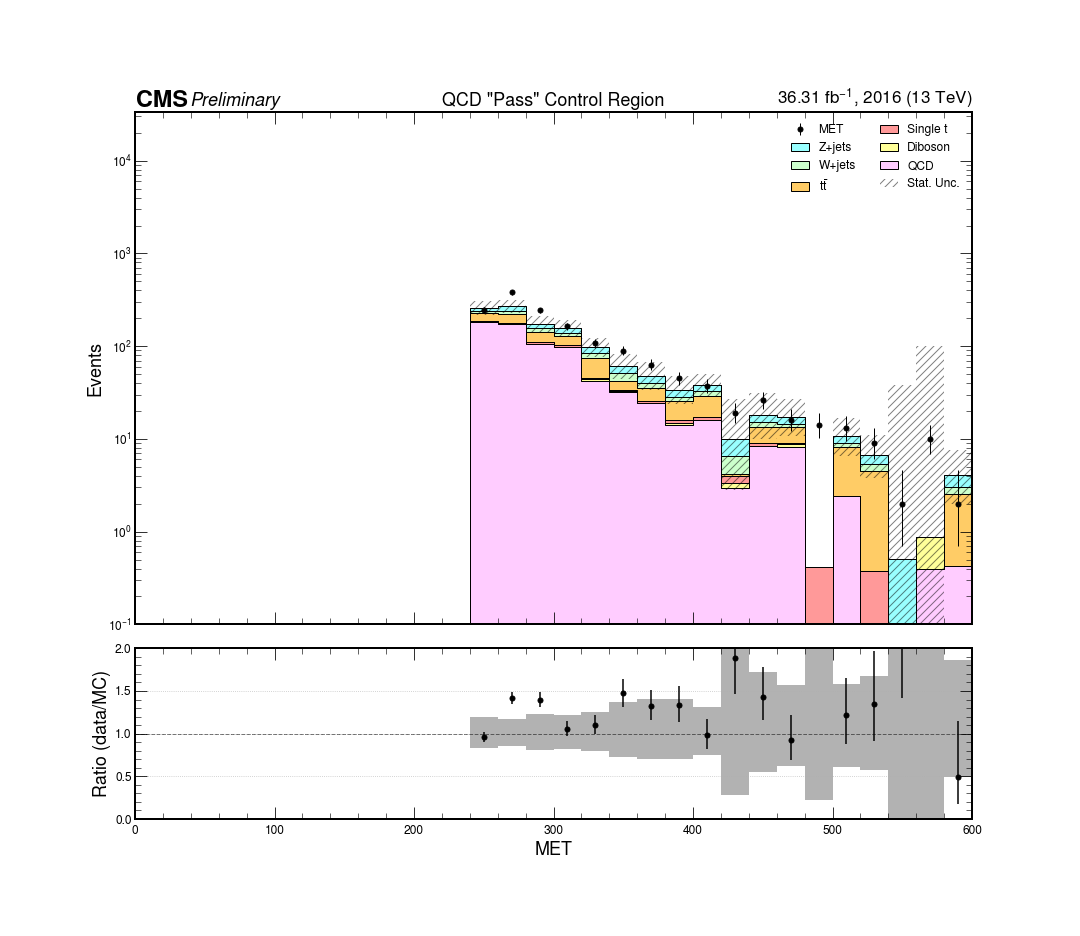 CMS Preliminary QCD "Pass" Control Region 36.31 fb⁻¹, 2016 (13 TeV)
MET Single t
Z+jets Diboson
W+jets QCD
tt̄ Stat. Unc.
10⁴
10³
10²
10¹
10⁰
10⁻¹
Events
2.0
1.5
1.0
0.5
0.0
Ratio (data/MC)
0 100 200 300 400 500 600
MET